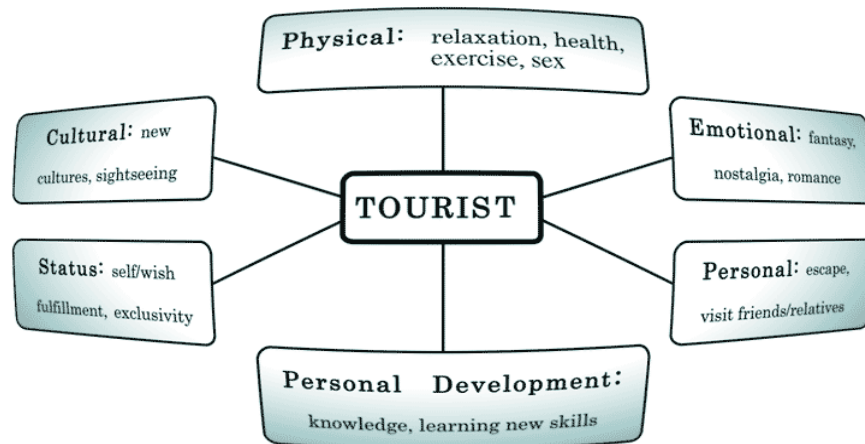 Physical: relaxation, health,
exercise, sex
Cultural: new
cultures, sightseeing
Emotional: fantasy,
nostalgia, romance
TOURIST
Status: self/wish
fulfillment, exclusivity
Personal: escape,
visit friends/relatives
Personal Development:
knowledge, learning new skills